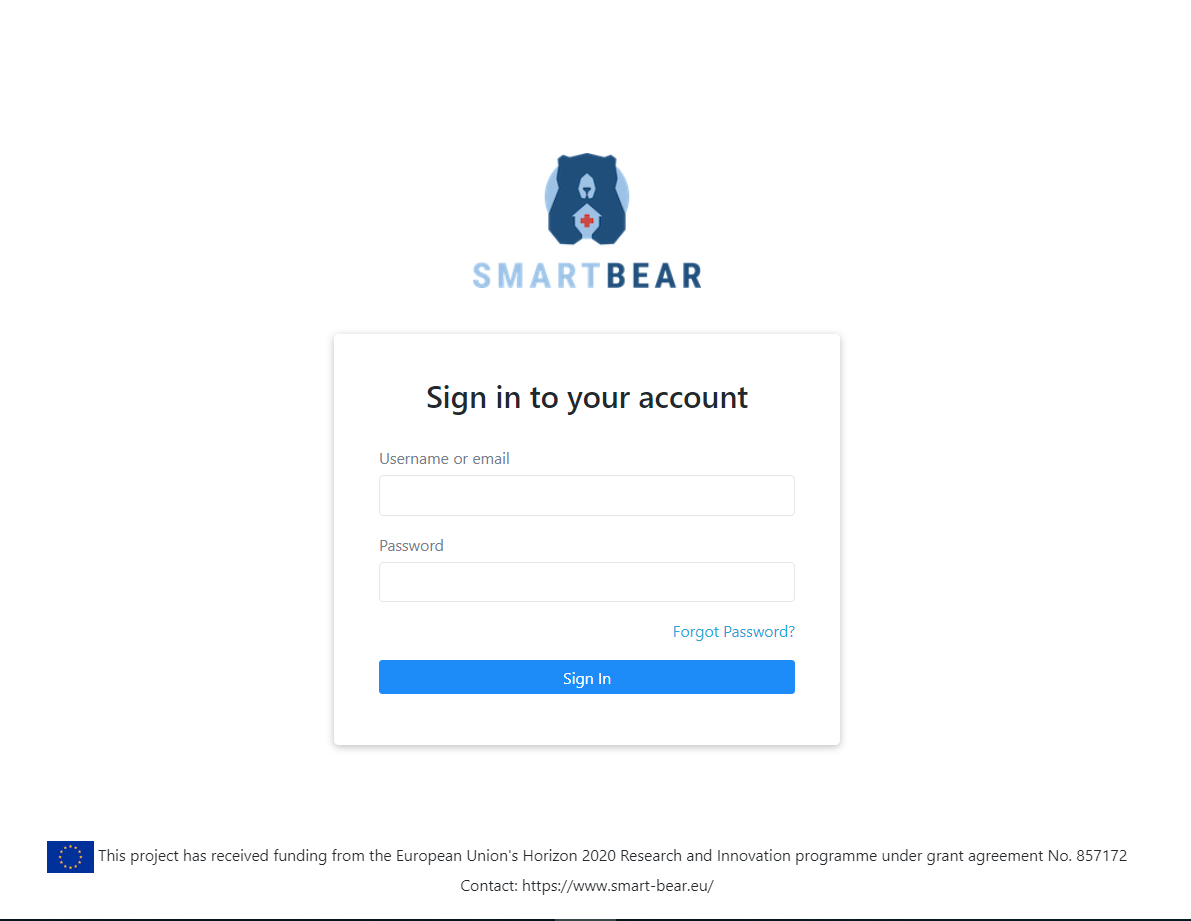 SMARTBEAR
Sign in to your account
Username or email
Password
Forgot Password?
Sign In
This project has received funding from the European Union's Horizon 2020 Research and Innovation programme under grant agreement No. 857172
Contact: https://www.smart-bear.eu/